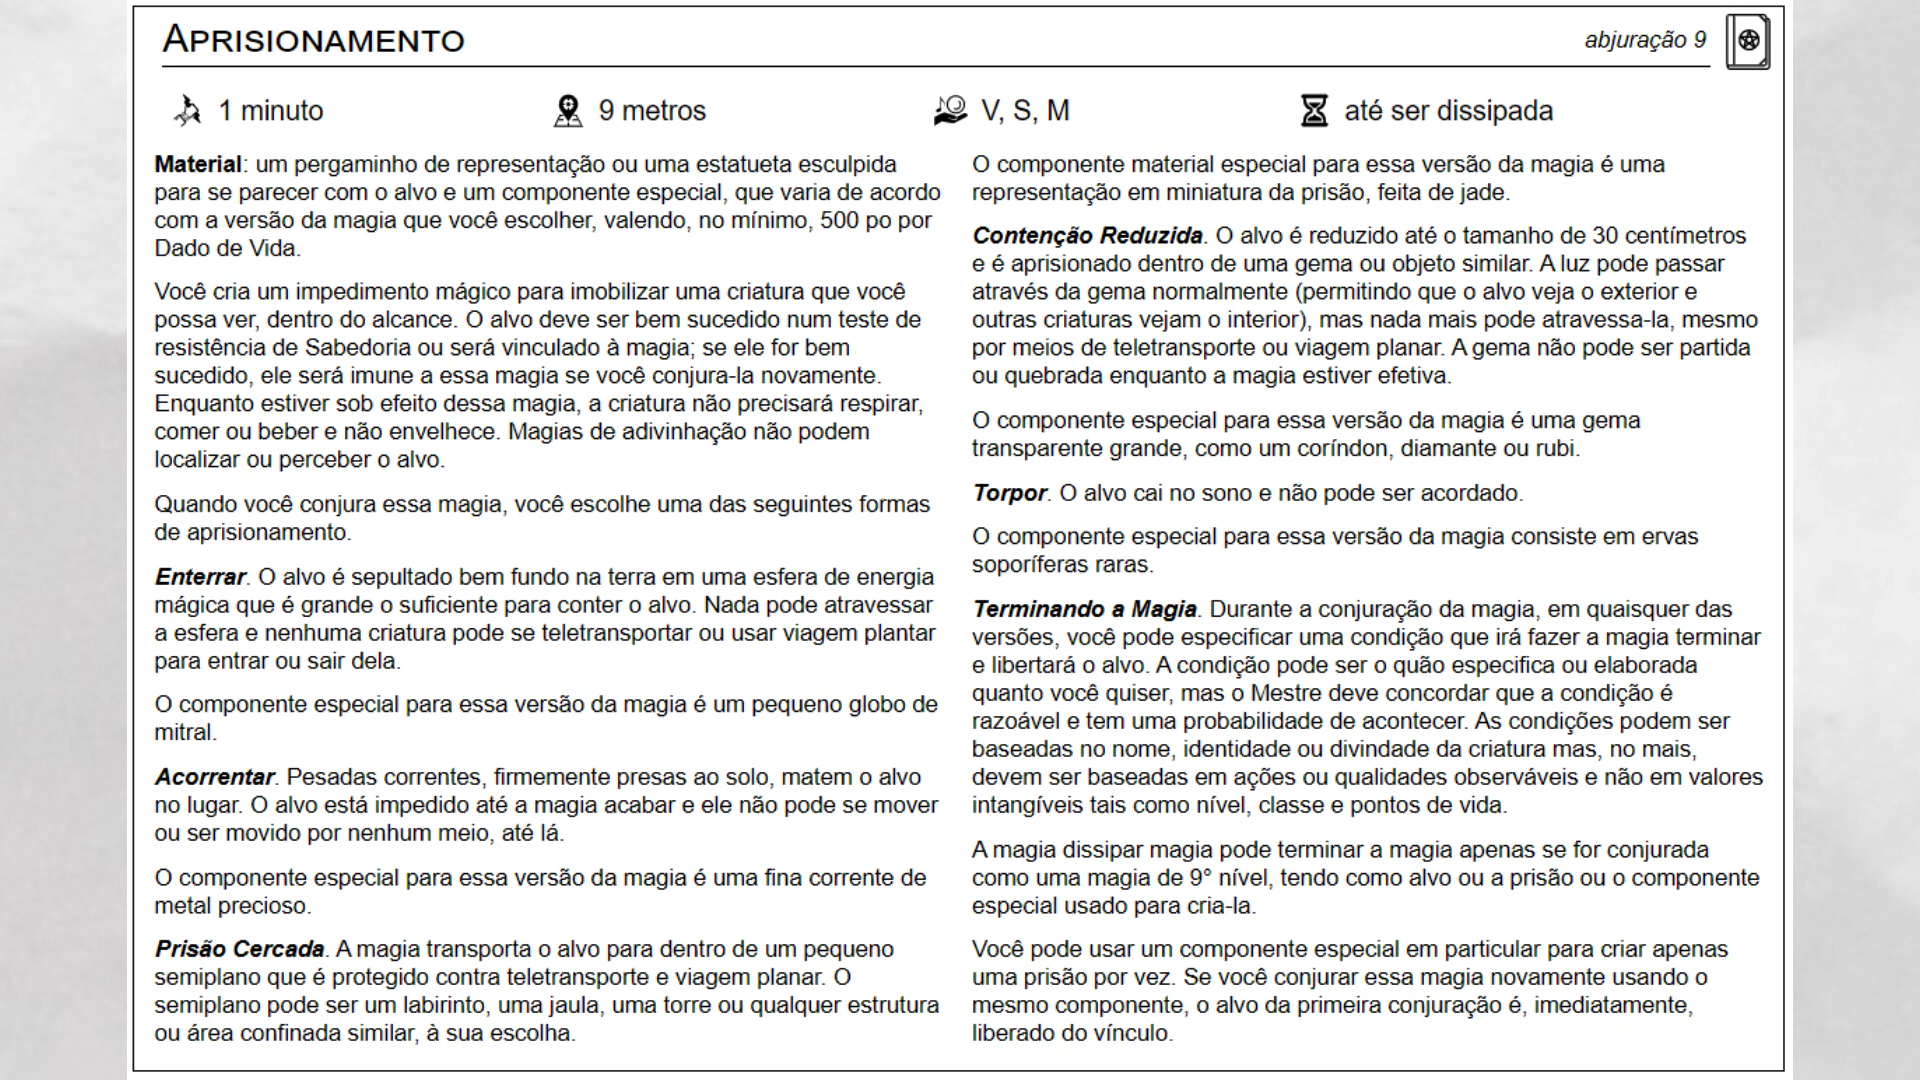 APRISIONAMENTO
abjuração 9
1 minuto
9 metros
V, S, M
até ser dissipada
Material: um pergaminho de representação ou uma estatueta esculpida
para se parecer com o alvo e um componente especial, que varia de acordo
com a versão da magia que você escolher, valendo, no mínimo, 500 po por
Dado de Vida.
Você cria um impedimento mágico para imobilizar uma criatura que você
possa ver, dentro do alcance. O alvo deve ser bem sucedido num teste de
resistência de Sabedoria ou será vinculado à magia; se ele for bem
sucedido, ele será imune a essa magia se você conjura-la novamente.
Enquanto estiver sob efeito dessa magia, a criatura não precisará respirar,
comer ou beber e não envelhece. Magias de adivinhação não podem
localizar ou perceber o alvo.
Quando você conjura essa magia, você escolhe uma das seguintes formas
de aprisionamento.
Enterrar. O alvo é sepultado bem fundo na terra em uma esfera de energia
mágica que é grande o suficiente para conter o alvo. Nada pode atravessar
a esfera e nenhuma criatura pode se teletransportar ou usar viagem plantar
para entrar ou sair dela.
O componente especial para essa versão da magia é um pequeno globo de
mitral.
Acorrentar. Pesadas correntes, firmemente presas ao solo, matem o alvo
no lugar. O alvo está impedido até a magia acabar e ele não pode se mover
ou ser movido por nenhum meio, até lá.
O componente especial para essa versão da magia é uma fina corrente de
metal precioso.
Prisão Cercada. A magia transporta o alvo para dentro de um pequeno
semiplano que é protegido contra teletransporte e viagem planar. O
semiplano pode ser um labirinto, uma jaula, uma torre ou qualquer estrutura
ou área confinada similar, à sua escolha.
O componente material especial para essa versão da magia é uma
representação em miniatura da prisão, feita de jade.
Contenção Reduzida. O alvo é reduzido até o tamanho de 30 centímetros
e é aprisionado dentro de uma gema ou objeto similar. A luz pode passar
através da gema normalmente (permitindo que o alvo veja o exterior e
outras criaturas vejam o interior), mas nada mais pode atravessa-la, mesmo
por meios de teletransporte ou viagem planar. A gema não pode ser partida
ou quebrada enquanto a magia estiver efetiva.
O componente especial para essa versão da magia é uma gema
transparente grande, como um coríndon, diamante ou rubi.
Torpor. O alvo cai no sono e não pode ser acordado.
O componente especial para essa versão da magia consiste em ervas
soporíferas raras.
Terminando a Magia. Durante a conjuração da magia, em quaisquer das
versões, você pode especificar uma condição que irá fazer a magia terminar
e libertará o alvo. A condição pode ser o quão especifica ou elaborada
quanto você quiser, mas o Mestre deve concordar que a condição é
razoável e tem uma probabilidade de acontecer. As condições podem ser
baseadas no nome, identidade ou divindade da criatura mas, no mais,
devem ser baseadas em ações ou qualidades observáveis e não em valores
intangíveis tais como nível, classe e pontos de vida.
A magia dissipar magia pode terminar a magia apenas se for conjurada
como uma magia de 9° nível, tendo como alvo ou a prisão ou o componente
especial usado para cria-la.
Você pode usar um componente especial em particular para criar apenas
uma prisão por vez. Se você conjurar essa magia novamente usando o
mesmo componente, o alvo da primeira conjuração é, imediatamente,
liberado do vínculo.